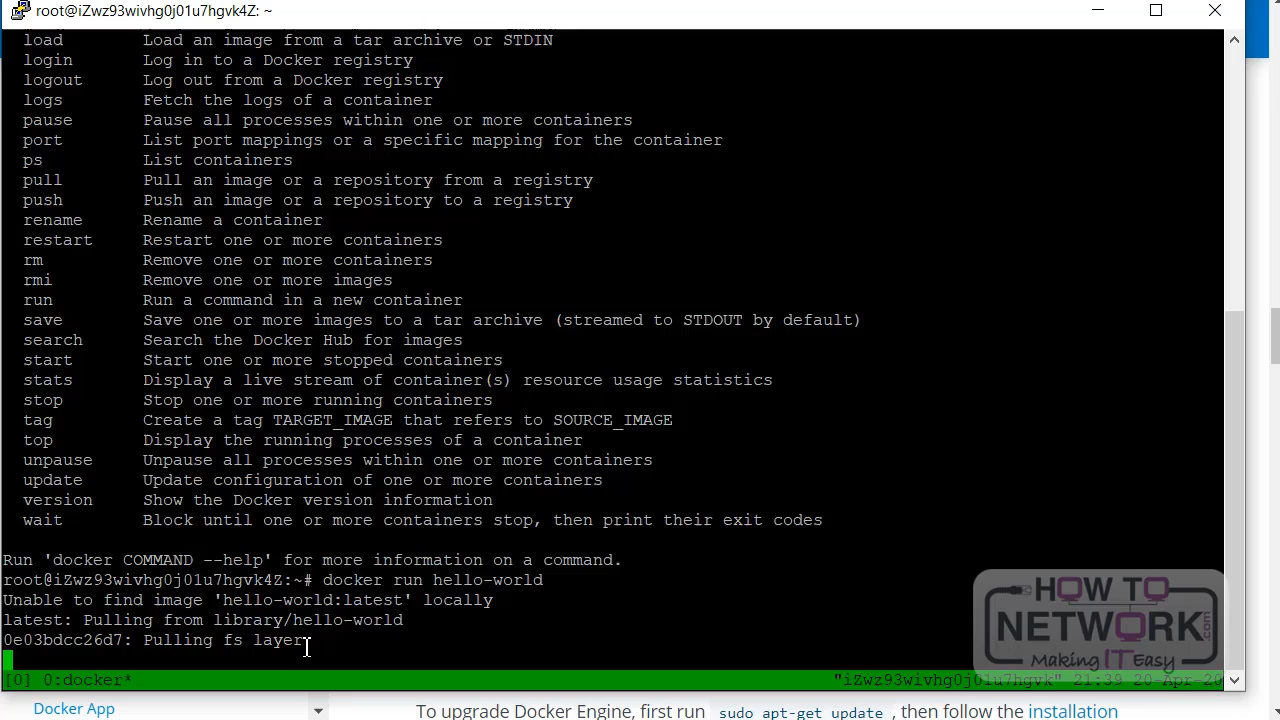 root@iZwz93wivhg0j01u7hgvk4Z: ~
load Load an image from a tar archive or STDIN
login Log in to a Docker registry
logout Log out from a Docker registry
logs Fetch the logs of a container
pause Pause all processes within one or more containers
port List port mappings or a specific mapping for the container
ps List containers
pull Pull an image or a repository from a registry
push Push an image or a repository to a registry
rename Rename a container
restart Restart one or more containers
rm Remove one or more containers
rmi Remove one or more images
run Run a command in a new container
save Save one or more images to a tar archive (streamed to STDOUT by default)
search Search the Docker Hub for images
start Start one or more stopped containers
stats Display a live stream of container(s) resource usage statistics
stop Stop one or more running containers
tag Create a tag TARGET_IMAGE that refers to SOURCE_IMAGE
top Display the running processes of a container
unpause Unpause all processes within one or more containers
update Update configuration of one or more containers
version Show the Docker version information
wait Block until one or more containers stop, then print their exit codes
Run 'docker COMMAND --help' for more information on a command.
root@iZwz93wivhg0j01u7hgvk4Z:~# docker run hello-world
Unable to find image 'hello-world:latest' locally
latest: Pulling from library/hello-world
0e03bdcc26d7: Pulling fs layer
HOW TO
NETWORK.com
Making IT Easy
[0] 0:docker* "iZwz93wivhg0j01u7hgvk" 21:39 20-Apr-20
Docker App
To upgrade Docker Engine, first run sudo apt-get update , then follow the installation